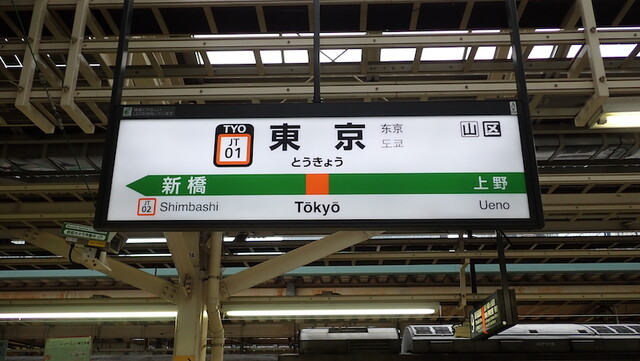 TYO
JT
01
東京
とうきょう
东京
도쿄
山 区
新橋
上野
JT
02
Shimbashi
Tōkyō
Ueno